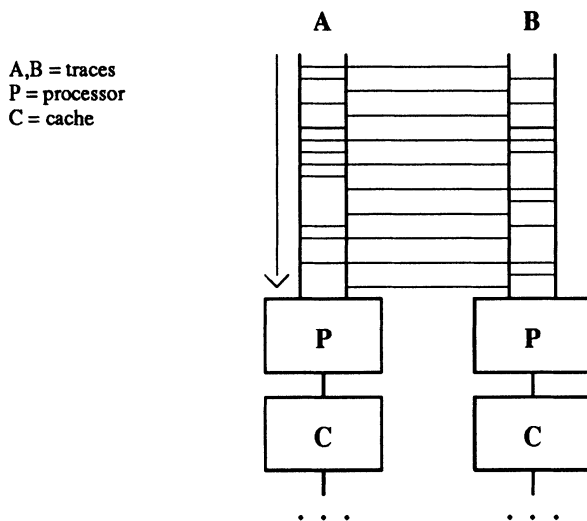 A B
A,B = traces
P = processor
C = cache
P P
C C
. . . . . .